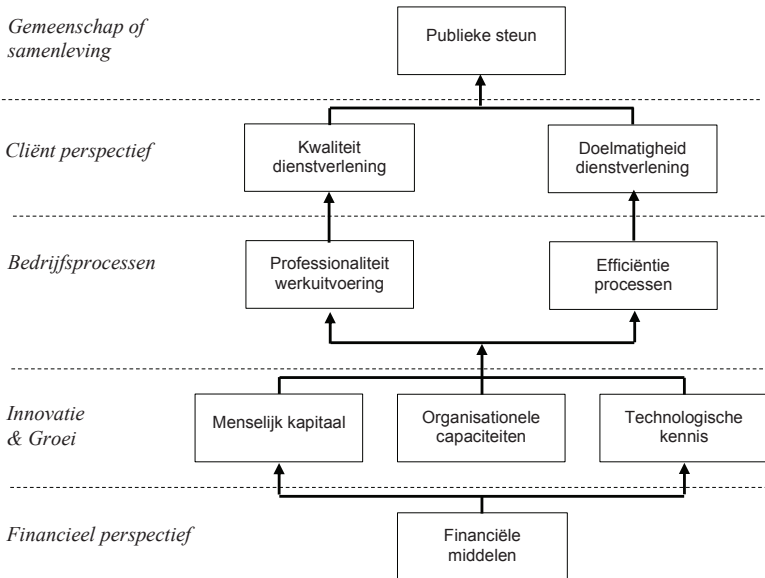 Gemeenschap of
samenleving
Publieke steun
Cliënt perspectief
Kwaliteit
dienstverlening
Doelmatigheid
dienstverlening
Bedrijfsprocessen
Professionaliteit
werkuitvoering
Efficiëntie
processen
Innovatie
& Groei
Menselijk kapitaal
Organisationele
capaciteiten
Technologische
kennis
Financieel perspectief
Financiële
middelen